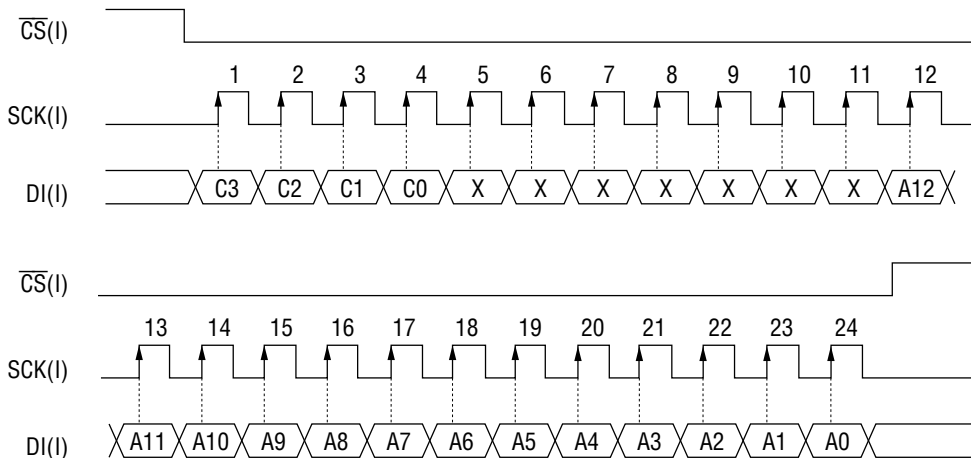 C̅S̅(I)
1 2 3 4 5 6 7 8 9 10 11 12
SCK(I)
DI(I) C3 C2 C1 C0 X X X X X X X A12
C̅S̅(I)
13 14 15 16 17 18 19 20 21 22 23 24
SCK(I)
DI(I) A11 A10 A9 A8 A7 A6 A5 A4 A3 A2 A1 A0